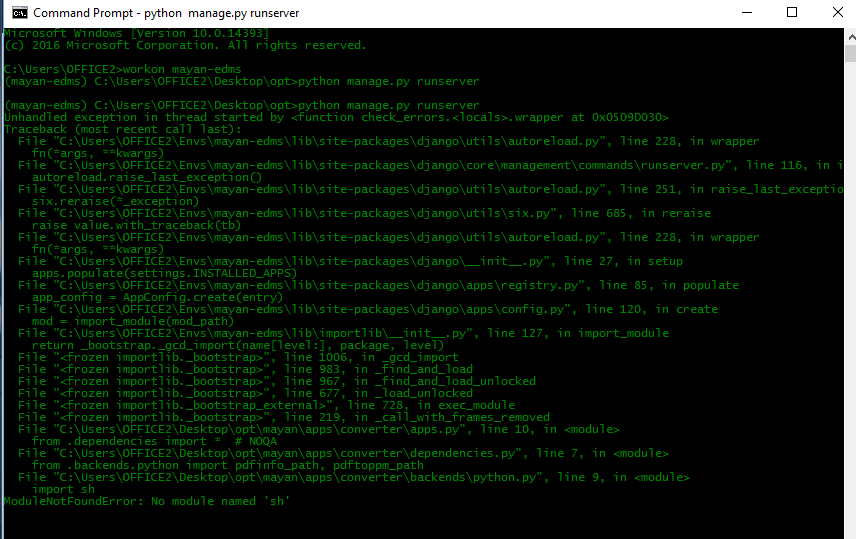 Command Prompt - python  manage.py runserver
Microsoft Windows [Version 10.0.14393]
(c) 2016 Microsoft Corporation. All rights reserved.
C:\Users\OFFICE2>workon mayan-edms
(mayan-edms) C:\Users\OFFICE2\Desktop\opt>python manage.py runserver
(mayan-edms) C:\Users\OFFICE2\Desktop\opt>python manage.py runserver
Unhandled exception in thread started by <function check_errors.<locals>.wrapper at 0x0509D030>
Traceback (most recent call last):
  File "C:\Users\OFFICE2\Envs\mayan-edms\lib\site-packages\django\utils\autoreload.py", line 228, in wrapper
    fn(*args, **kwargs)
  File "C:\Users\OFFICE2\Envs\mayan-edms\lib\site-packages\django\core\management\commands\runserver.py", line 116, in i
    autoreload.raise_last_exception()
  File "C:\Users\OFFICE2\Envs\mayan-edms\lib\site-packages\django\utils\autoreload.py", line 251, in raise_last_exceptio
    six.reraise(*_exception)
  File "C:\Users\OFFICE2\Envs\mayan-edms\lib\site-packages\django\utils\six.py", line 685, in reraise
    raise value.with_traceback(tb)
  File "C:\Users\OFFICE2\Envs\mayan-edms\lib\site-packages\django\utils\autoreload.py", line 228, in wrapper
    fn(*args, **kwargs)
  File "C:\Users\OFFICE2\Envs\mayan-edms\lib\site-packages\django\__init__.py", line 27, in setup
    apps.populate(settings.INSTALLED_APPS)
  File "C:\Users\OFFICE2\Envs\mayan-edms\lib\site-packages\django\apps\registry.py", line 85, in populate
    app_config = AppConfig.create(entry)
  File "C:\Users\OFFICE2\Envs\mayan-edms\lib\site-packages\django\apps\config.py", line 120, in create
    mod = import_module(mod_path)
  File "C:\Users\OFFICE2\Envs\mayan-edms\lib\importlib\__init__.py", line 127, in import_module
    return _bootstrap._gcd_import(name[level:], package, level)
  File "<frozen importlib._bootstrap>", line 1006, in _gcd_import
  File "<frozen importlib._bootstrap>", line 983, in _find_and_load
  File "<frozen importlib._bootstrap>", line 967, in _find_and_load_unlocked
  File "<frozen importlib._bootstrap>", line 677, in _load_unlocked
  File "<frozen importlib._bootstrap_external>", line 728, in exec_module
  File "<frozen importlib._bootstrap>", line 219, in _call_with_frames_removed
  File "C:\Users\OFFICE2\Desktop\opt\mayan\apps\converter\apps.py", line 10, in <module>
    from .dependencies import *  # NOQA
  File "C:\Users\OFFICE2\Desktop\opt\mayan\apps\converter\dependencies.py", line 7, in <module>
    from .backends.python import pdfinfo_path, pdftoppm_path
  File "C:\Users\OFFICE2\Desktop\opt\mayan\apps\converter\backends\python.py", line 9, in <module>
    import sh
ModuleNotFoundError: No module named 'sh'